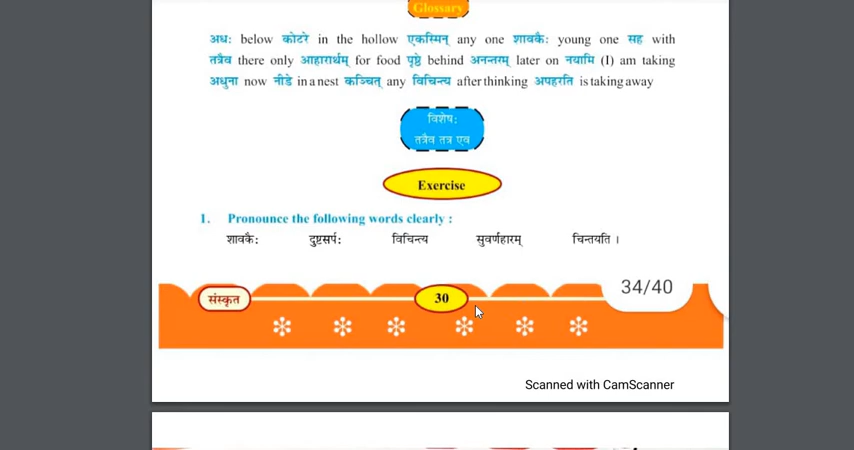 Glossary
अधः below कोटरे in the hollow एकस्मिन् any one शावकैः young one सह with
तत्रैव there only आहारार्थम् for food पृष्ठे behind अनन्तरम् later on नयामि (I) am taking
अधुना now नीडे in a nest कञ्चित् any विचिन्त्य after thinking अपहरति is taking away
विशेषः
तत्रैव तत्र एव
Exercise
1. Pronounce the following words clearly :
शावकैः दुष्टसर्पः विचिन्त्य सुवर्णहारम् चिन्तयति ।
संस्कृत 30 34/40
Scanned with CamScanner